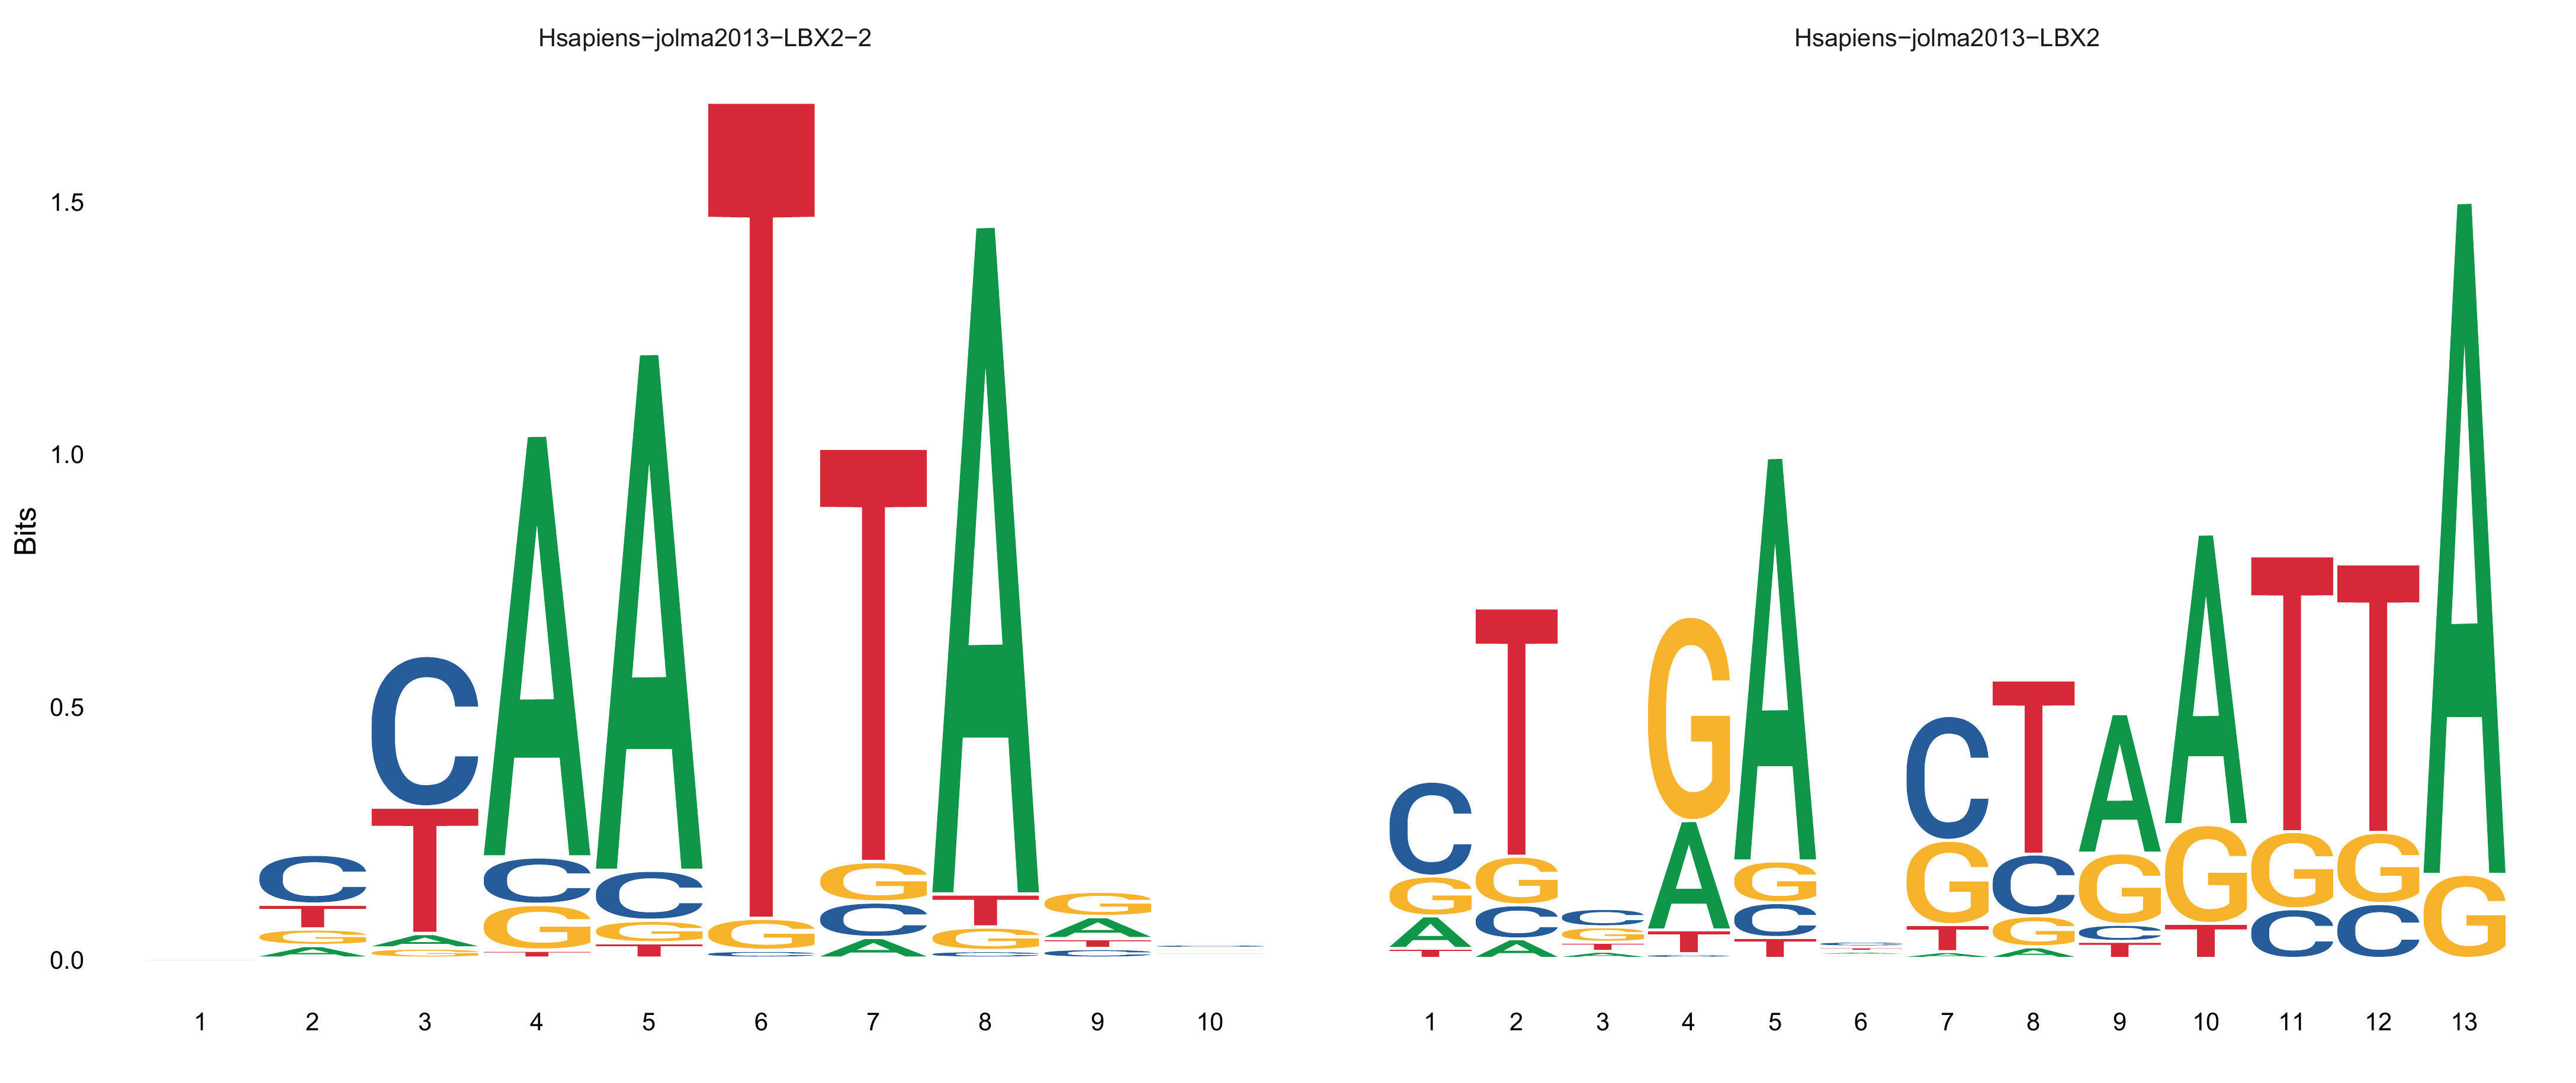 Hsapiens−jolma2013−LBX2−2
Hsapiens−jolma2013−LBX2
Bits
1.5
1.0
0.5
0.0
C T G A
C T A G
A C G T
A C G T
T G C
T G C A
A T G C
G A T C
1 2 3 4 5 6 7 8 9 10
C G A T
T G C A
C G T A
G A T C
A G C T
C G T A
T C G A
A G C T
A G C T
A G T
T G C
T G C
A G
1 2 3 4 5 6 7 8 9 10 11 12 13